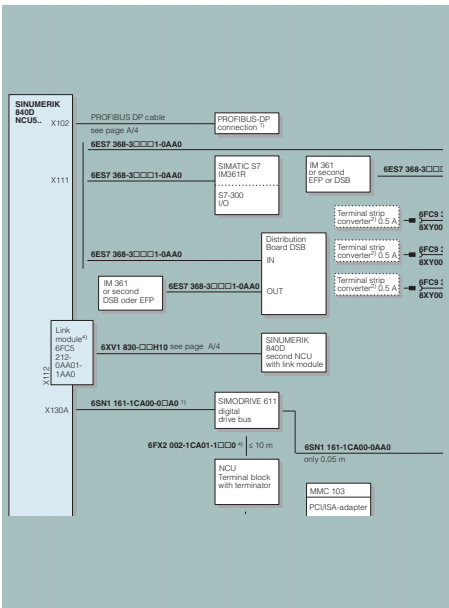 SINUMERIK
840D
NCU5..
X102
PROFIBUS DP cable
see page A/4
PROFIBUS-DP
connection 1)
6ES7 368-3□□□1-0AA0
X111
6ES7 368-3□□□1-0AA0
SIMATIC S7
IM361R
S7-300
I/O
IM 361
or second
EFP or DSB
6ES7 368-3□□□
Terminal strip
converter2) 0.5 A
6FC9 3
8XY00
Distribution
Board DSB
IN
OUT
Terminal strip
converter2) 0.5 A
6FC9 3
8XY00
6ES7 368-3□□□1-0AA0
Terminal strip
converter2) 0.5 A
6FC9 3
8XY00
IM 361
or second
DSB oder EFP
6ES7 368-3□□□1-0AA0
Link
module4)
6FC5
212-
0AA01-
1AA0
X112
6XV1 830-□□H10 see page A/4
SINUMERIK
840D
second NCU
with link module
X130A
6SN1 161-1CA00-0□A0 1)
SIMODRIVE 611
digital
drive bus
6FX2 002-1CA01-1□□0 4) ≤ 10 m
6SN1 161-1CA00-0AA0
only 0,05 m
NCU
Terminal block
with terminator
MMC 103
PCI/ISA-adapter